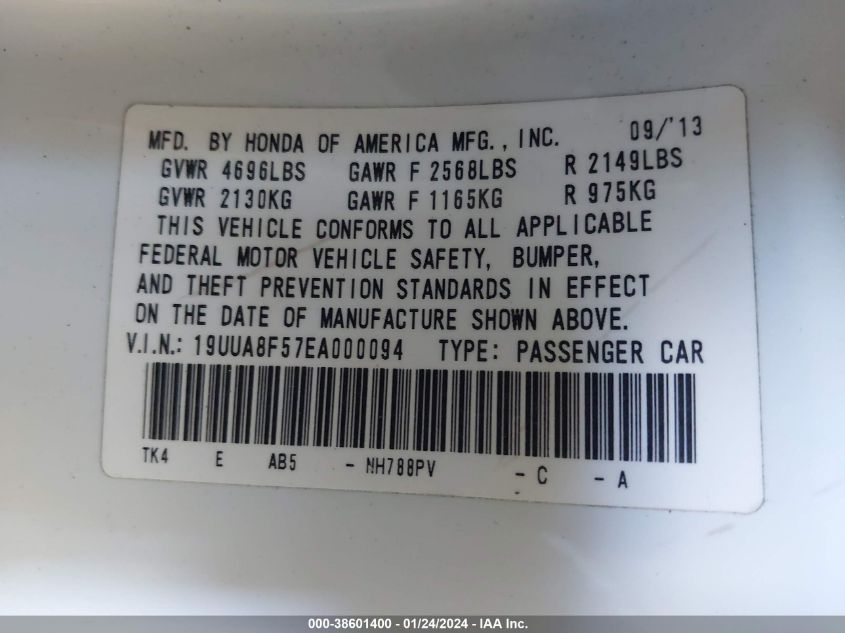 MFD. BY HONDA OF AMERICA MFG., INC. 09/'13
GVWR 4696LBS GAWR F 2568LBS R 2149LBS
GVWR 2130KG GAWR F 1165KG R 975KG
THIS VEHICLE CONFORMS TO ALL APPLICABLE
FEDERAL MOTOR VEHICLE SAFETY, BUMPER,
AND THEFT PREVENTION STANDARDS IN EFFECT
ON THE DATE OF MANUFACTURE SHOWN ABOVE.
V.I.N.: 19UUA8F57EA000094 TYPE: PASSENGER CAR
TK4 E AB5 - NH788PV - C - A
000-38601400 - 01/24/2024 - IAA Inc.